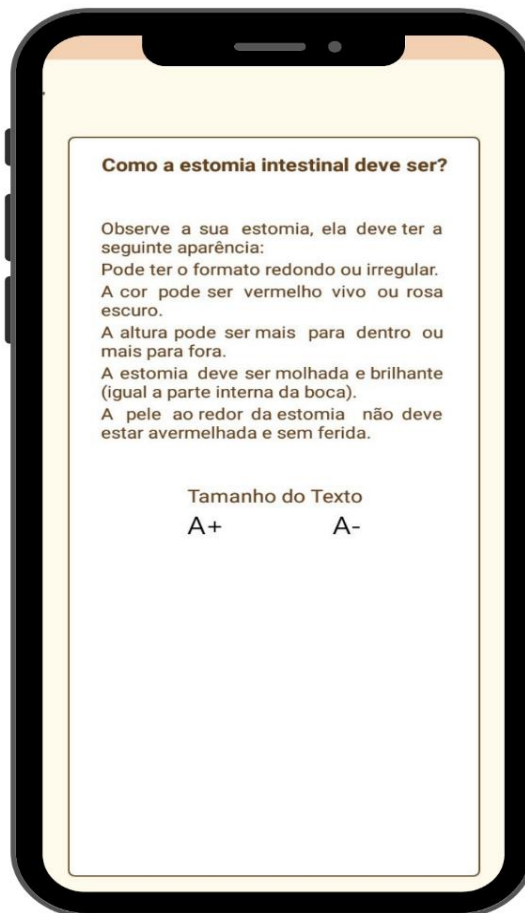 Como a estomia intestinal deve ser?
Observe a sua estomia, ela deve ter a
seguinte aparência:
Pode ter o formato redondo ou irregular.
A cor pode ser vermelho vivo ou rosa
escuro.
A altura pode ser mais para dentro ou
mais para fora.
A estomia deve ser molhada e brilhante
(igual a parte interna da boca).
A pele ao redor da estomia não deve
estar avermelhada e sem ferida.
Tamanho do Texto
A+ A-